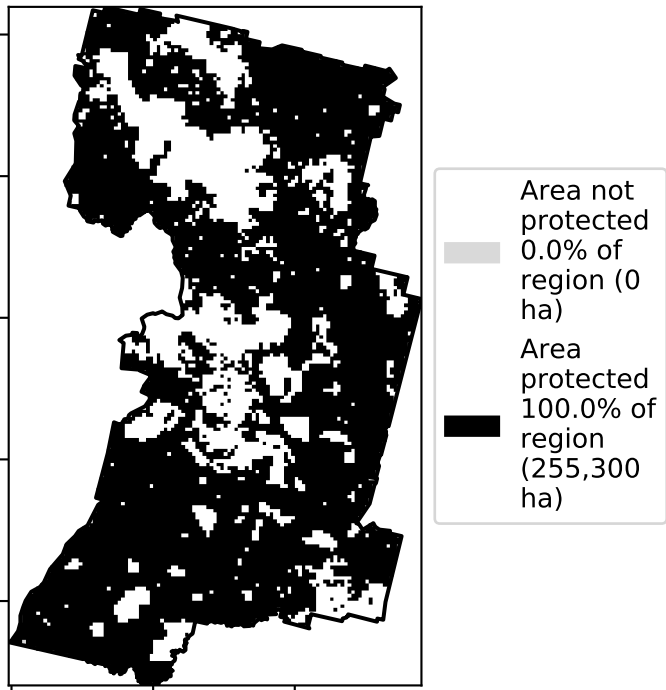 Area not
protected
0.0% of
region (0
ha)
Area
protected
100.0% of
region
(255,300
ha)